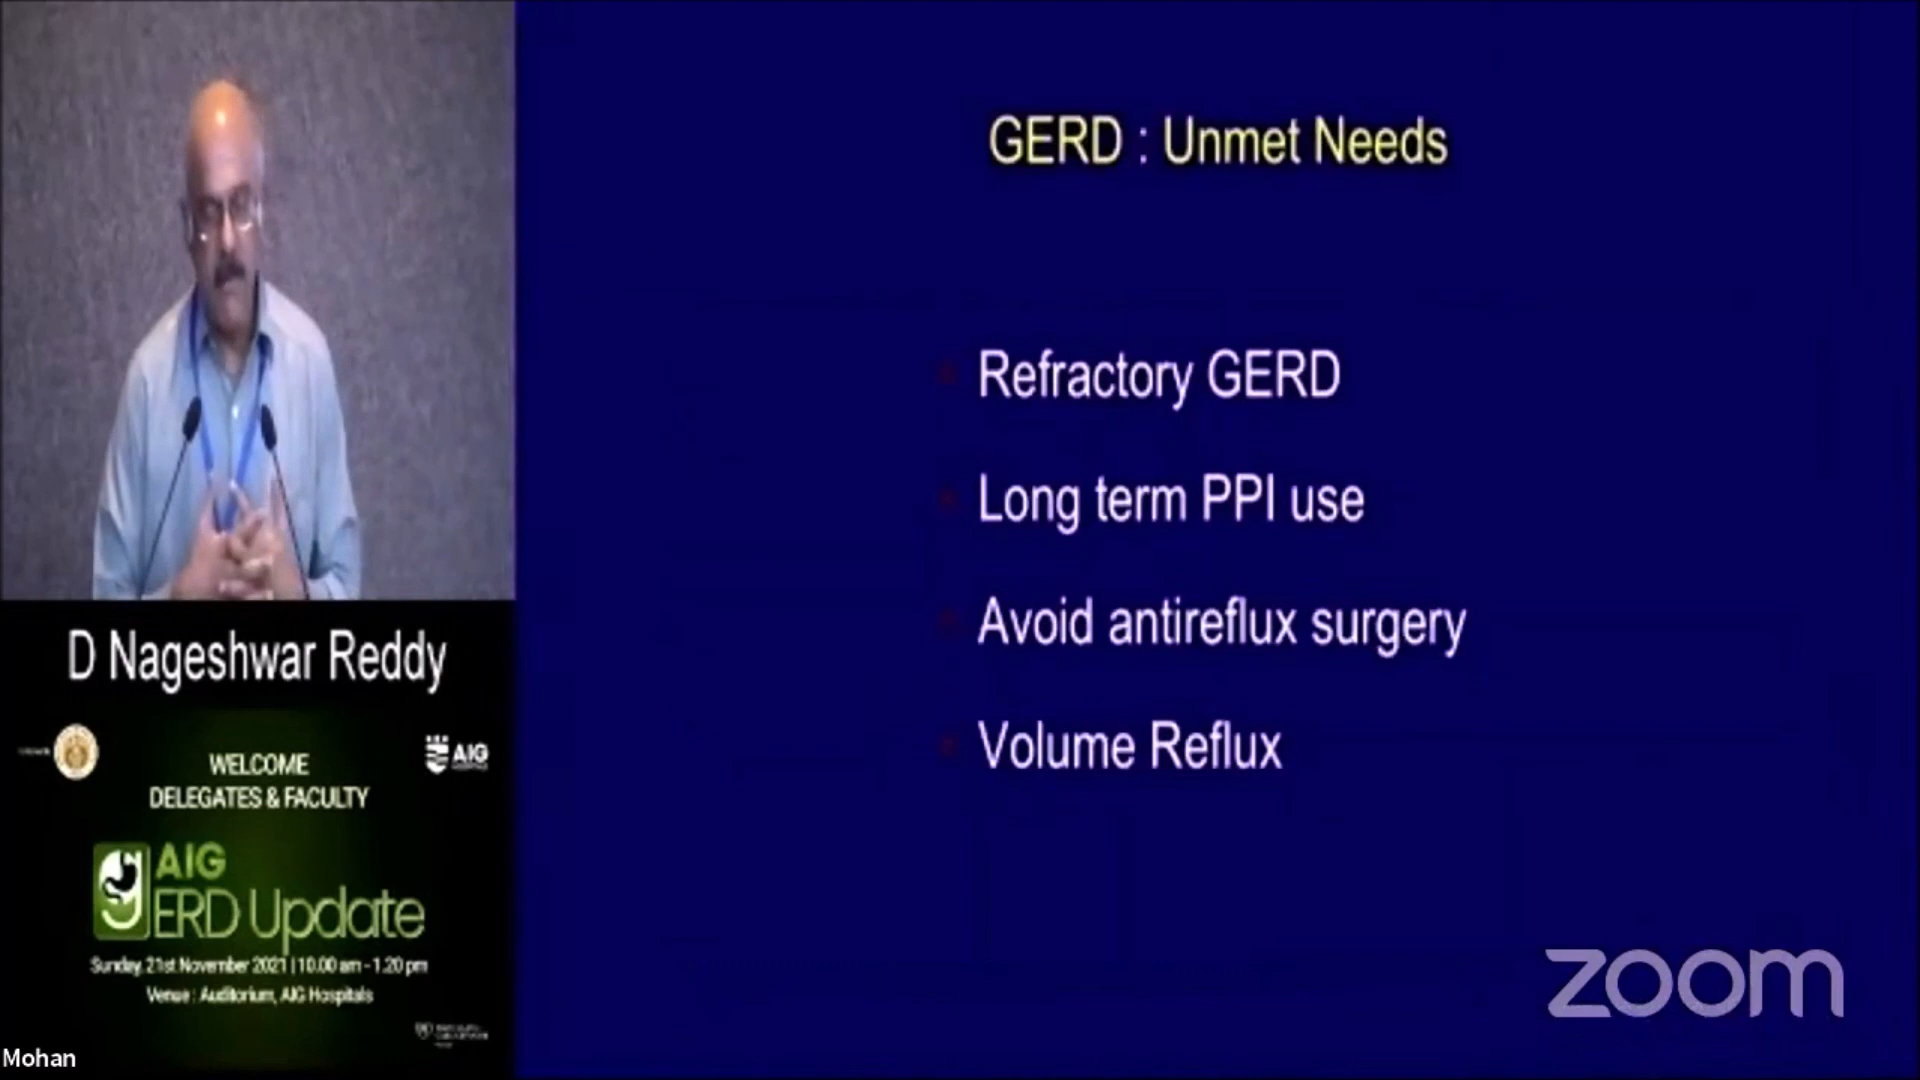 GERD : Unmet Needs
Refractory GERD
Long term PPI use
Avoid antireflux surgery
Volume Reflux
D Nageshwar Reddy
AIG
WELCOME
DELEGATES & FACULTY
AIG
gERD Update
Sunday, 21st November 2021 | 10.00 am - 1.20 pm
Venue : Auditorium, AIG Hospitals
Mohan
zoom